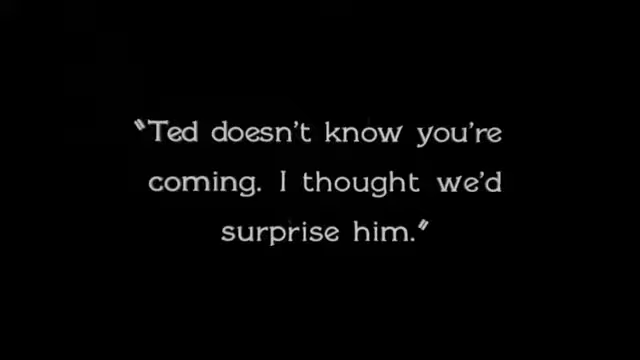 "Ted doesn't know you're
coming. I thought we'd
surprise him."